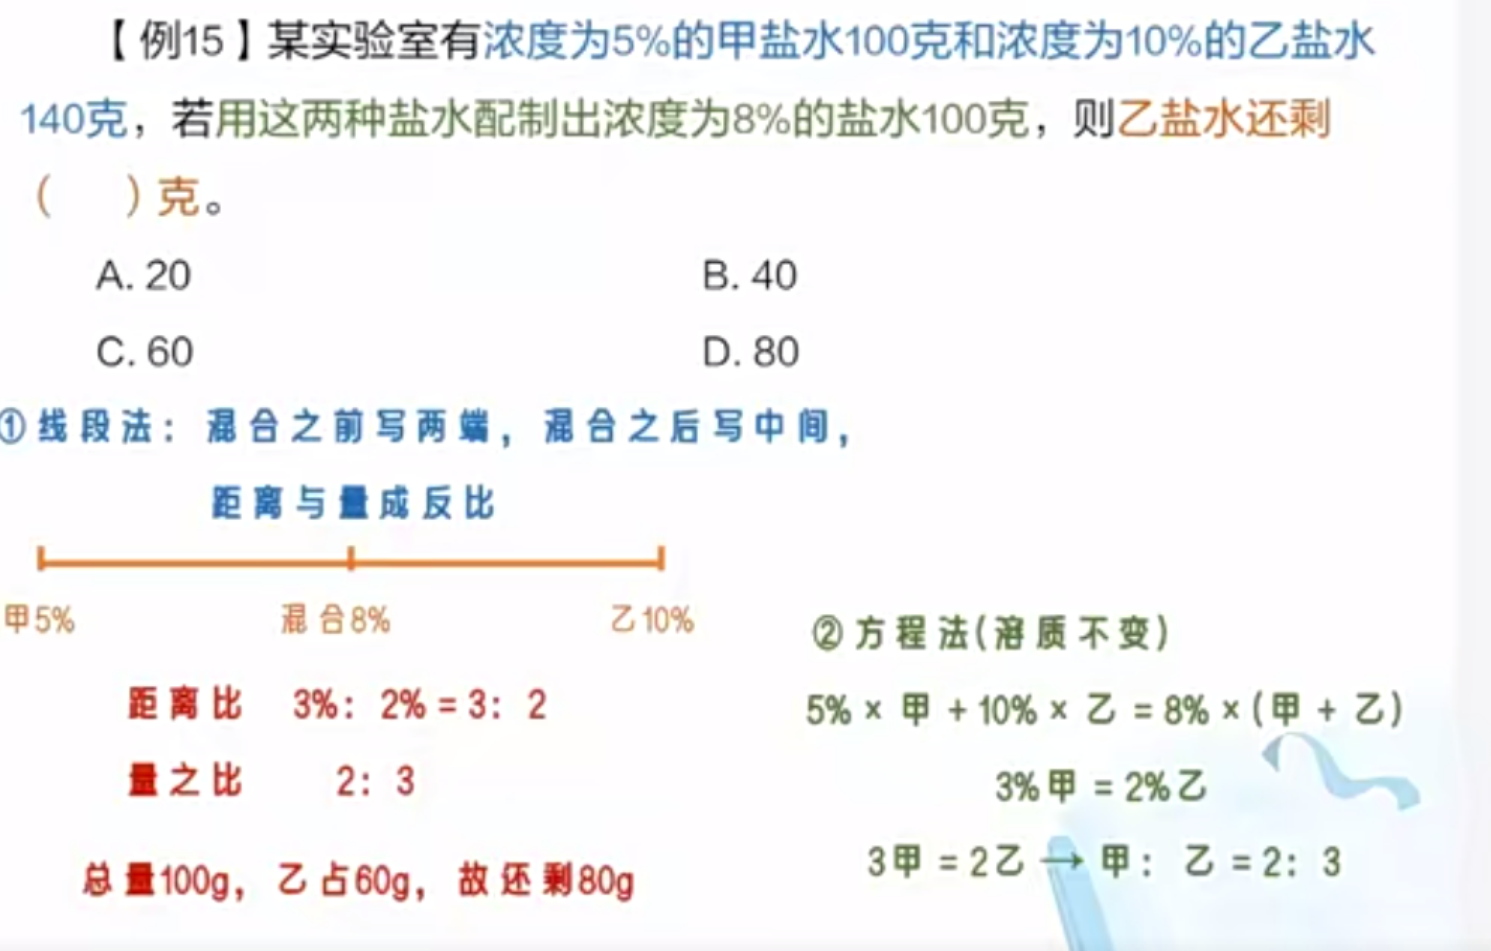 【例15】某实验室有浓度为5%的甲盐水100克和浓度为10%的乙盐水
140克，若用这两种盐水配制出浓度为8%的盐水100克，则乙盐水还剩
（ ）克。
A. 20
B. 40
C. 60
D. 80
①线段法：混合之前写两端，混合之后写中间，
距离与量成反比
甲5% 混合8% 乙10%
距离比 3%：2%=3：2
量之比 2：3
总量100g，乙占60g，故还剩80g
②方程法(溶质不变)
5%×甲+10%×乙=8%×(甲+乙)
3%甲=2%乙
3甲=2乙→甲：乙=2：3